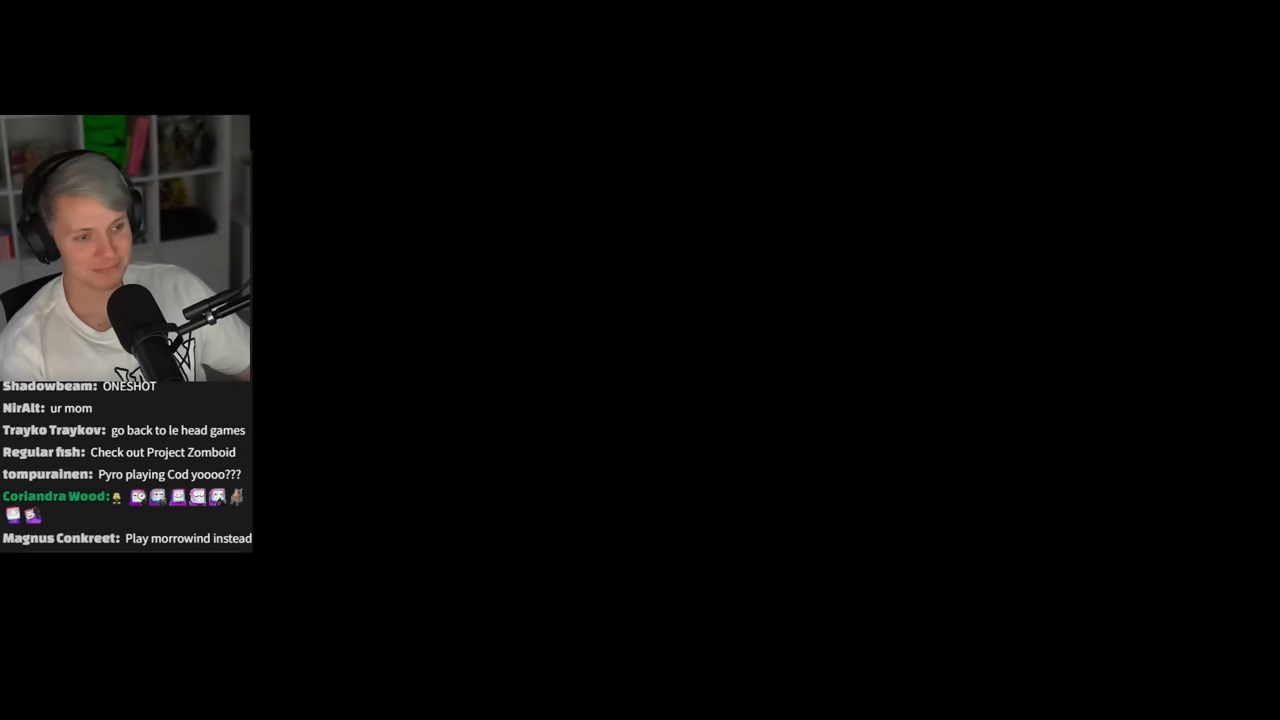 Shadowbeam: ONESHOT
NirAlt: ur mom
Trayko Traykov: go back to le head games
Regular fish: Check out Project Zomboid
tompurainen: Pyro playing Cod yoooo???
Coriandra Wood:
Magnus Conkreet: Play morrowind instead